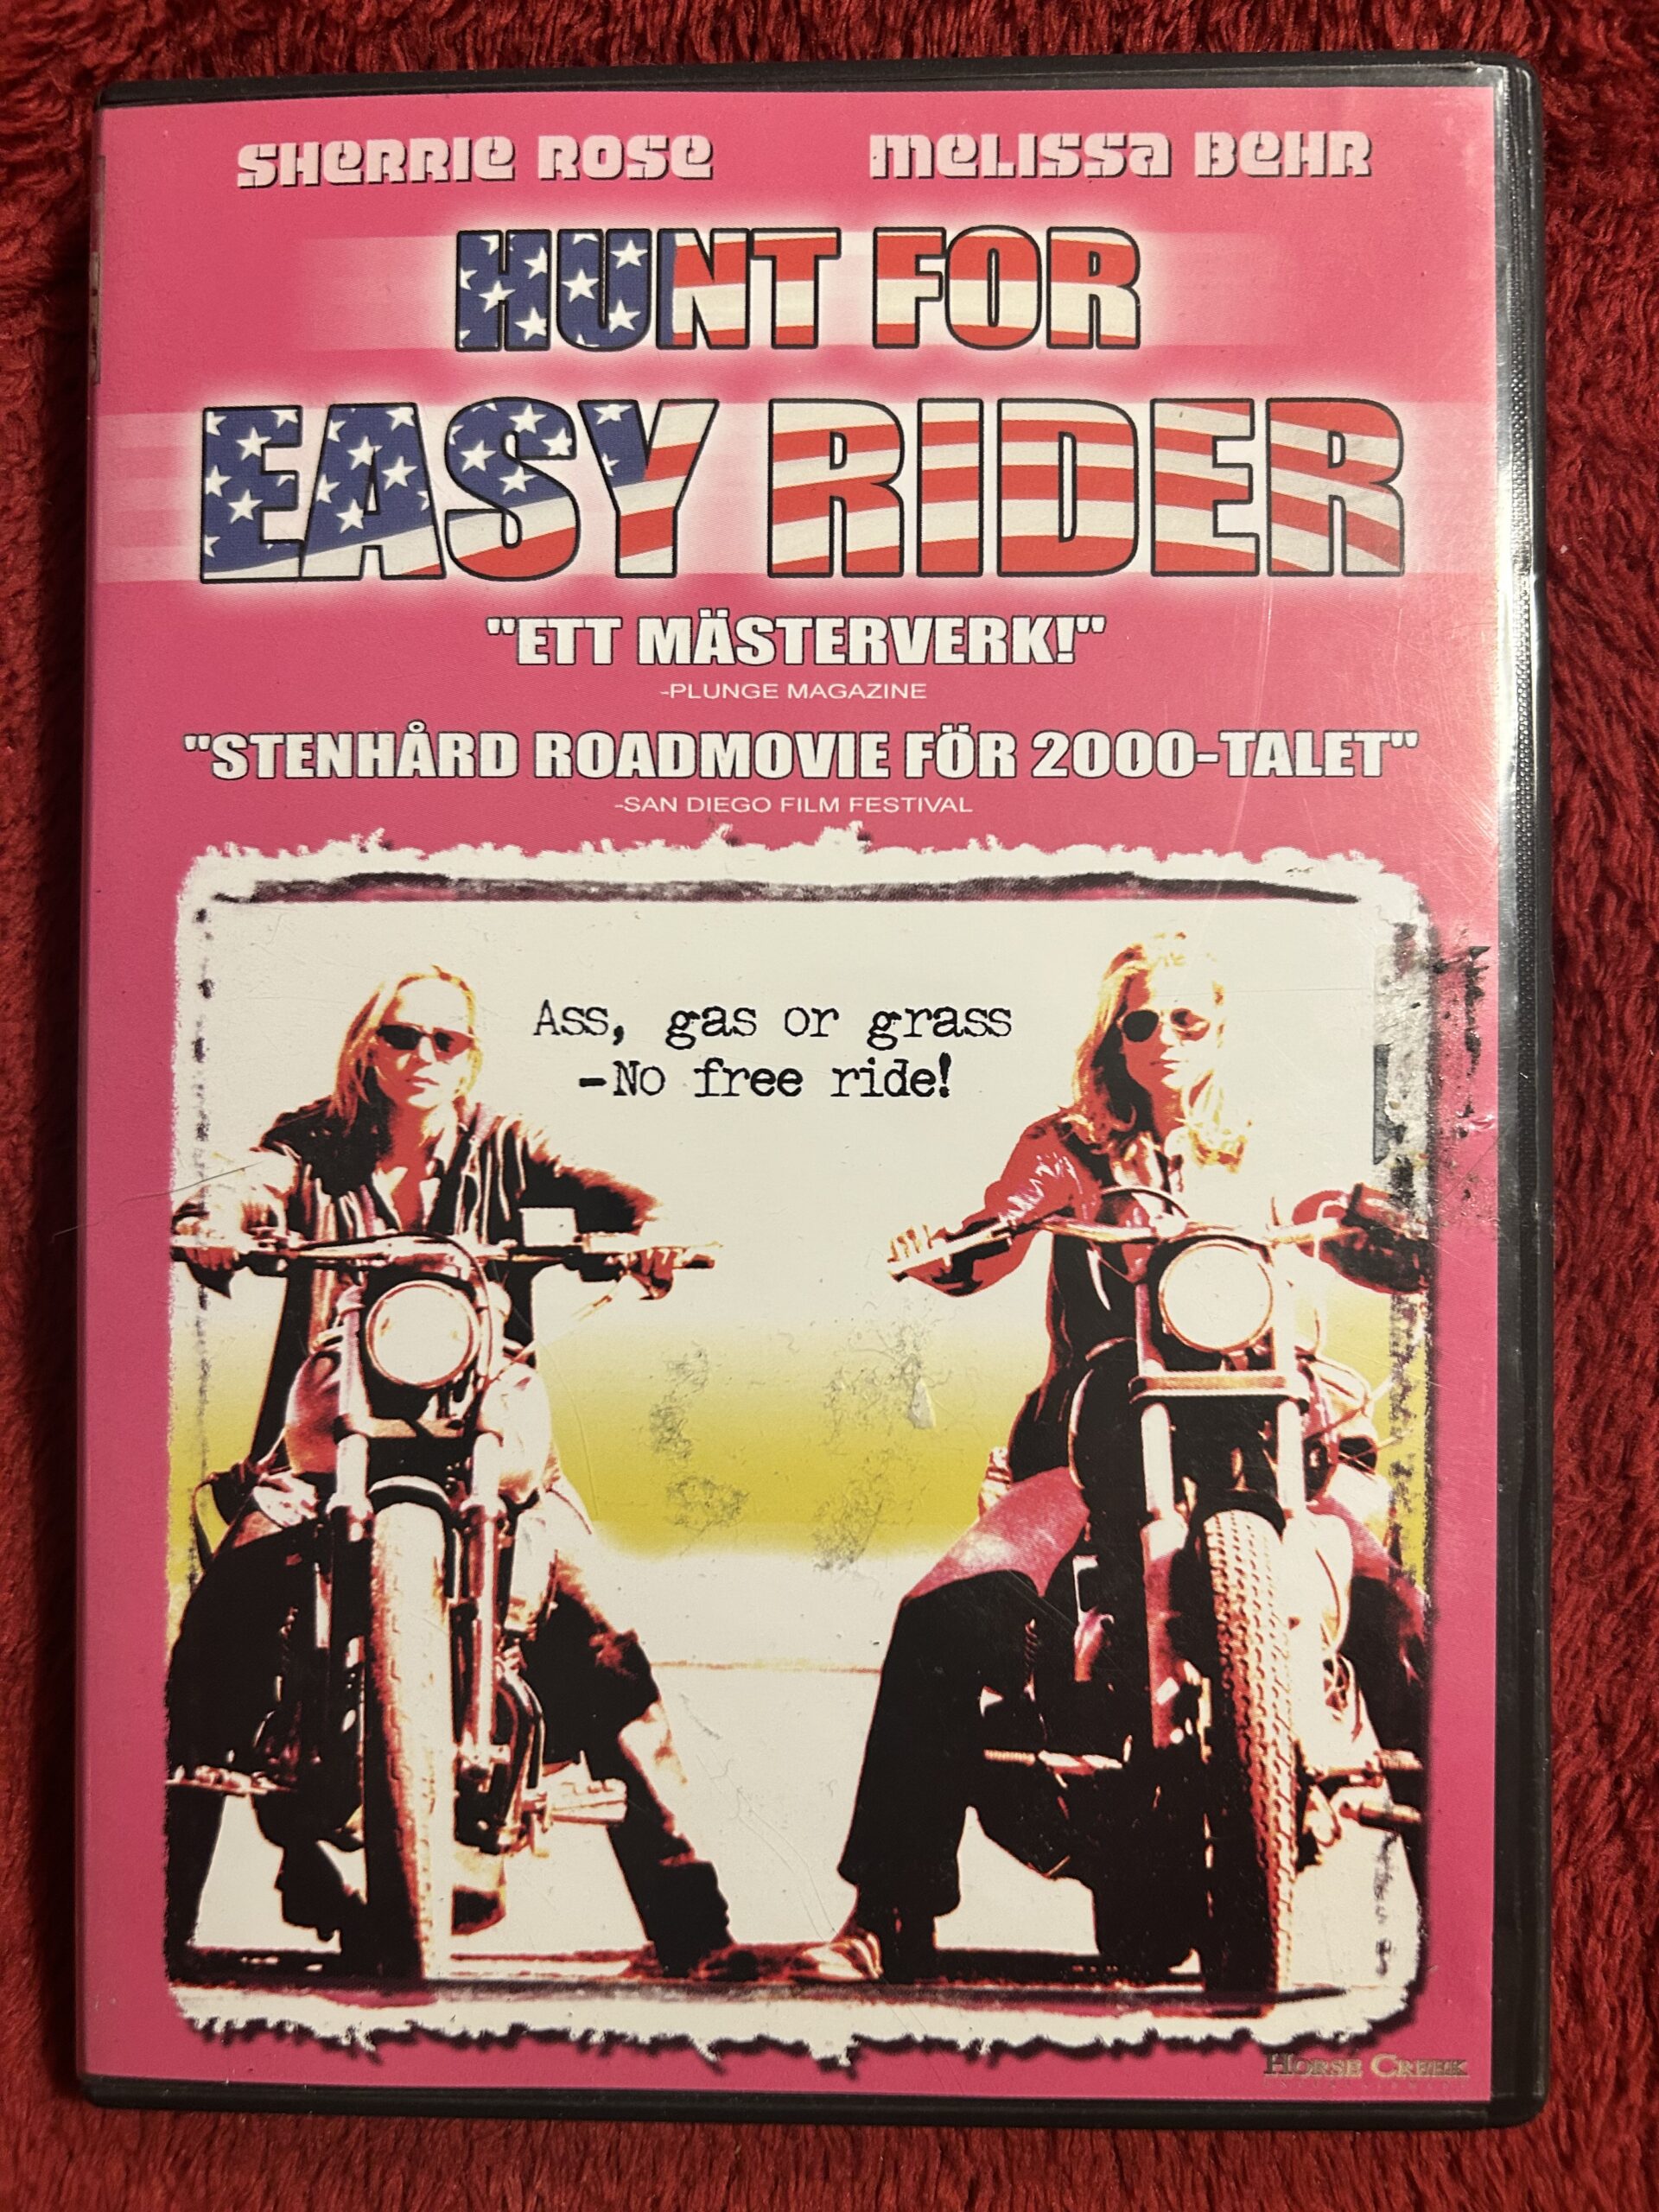 SHERRIE ROSE
MELISSA BEHR
HUNT FOR
EASY RIDER
"ETT MÄSTERVERK!"
-PLUNGE MAGAZINE
"STENHÅRD ROADMOVIE FÖR 2000-TALET"
-SAN DIEGO FILM FESTIVAL
Ass, gas or grass
-No free ride!
HORSE CREEK